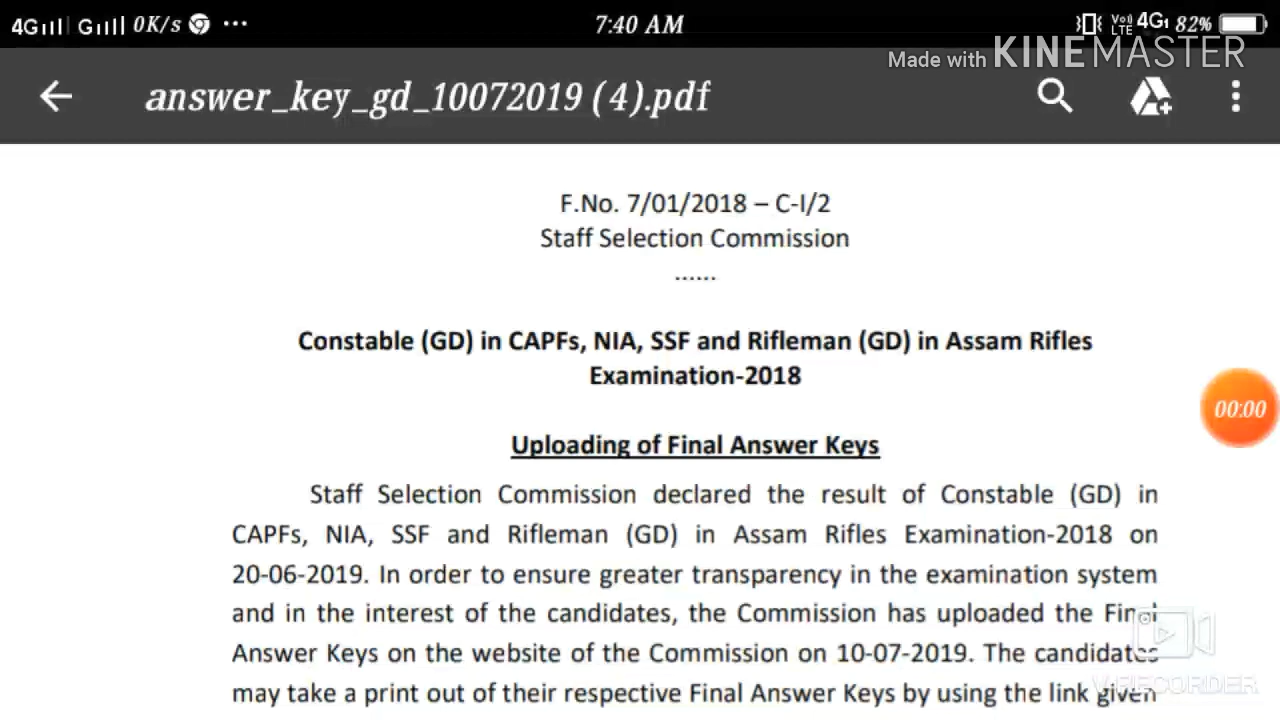 4G G 0K/s ... 7:40 AM Vo) LTE 4G1 82%
Made with KINEMASTER
answer_key_gd_10072019 (4).pdf
F.No. 7/01/2018 – C-I/2
Staff Selection Commission
......
Constable (GD) in CAPFs, NIA, SSF and Rifleman (GD) in Assam Rifles
Examination-2018
00:00
Uploading of Final Answer Keys
Staff Selection Commission declared the result of Constable (GD) in
CAPFs, NIA, SSF and Rifleman (GD) in Assam Rifles Examination-2018 on
20-06-2019. In order to ensure greater transparency in the examination system
and in the interest of the candidates, the Commission has uploaded the Final
Answer Keys on the website of the Commission on 10-07-2019. The candidates
may take a print out of their respective Final Answer Keys by using the link given
V RECORDER